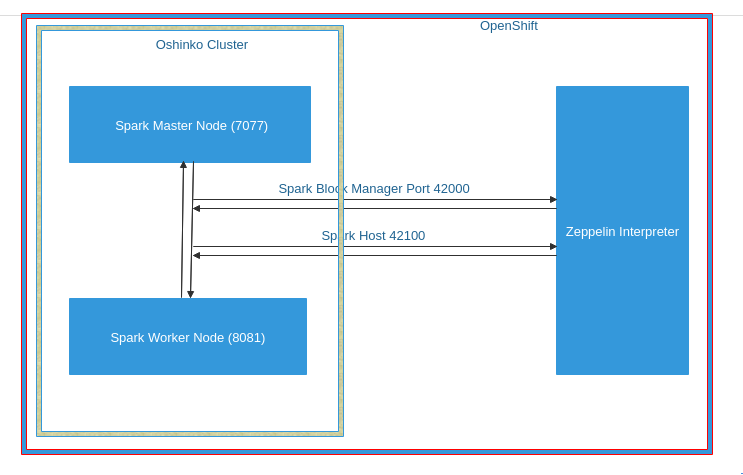 OpenShift
Oshinko Cluster
Spark Master Node (7077)
Spark Block Manager Port 42000
Spark Host 42100
Zeppelin Interpreter
Spark Worker Node (8081)